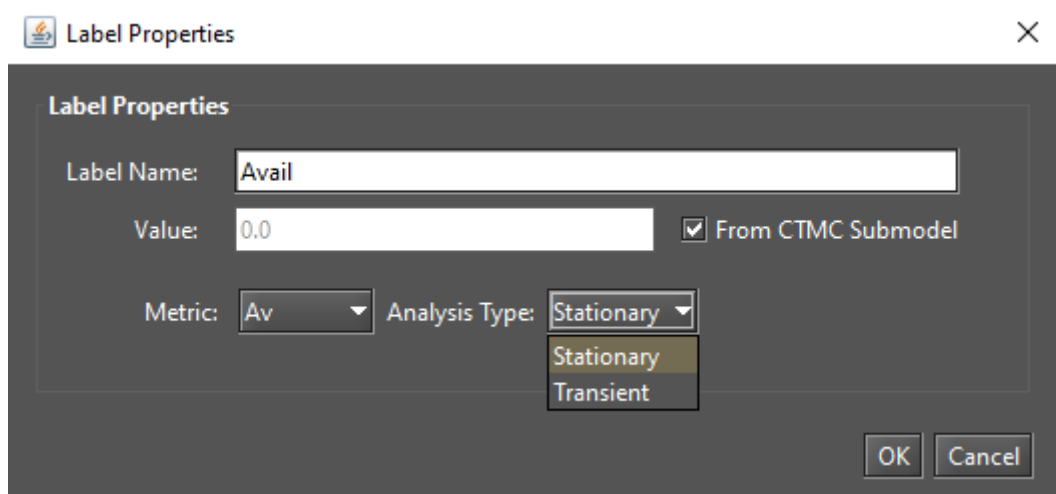 Label Properties
Label Properties
Label Name: Avail
Value: 0.0 From CTMC Submodel
Metric: Av Analysis Type: Stationary
Stationary
Transient
OK Cancel